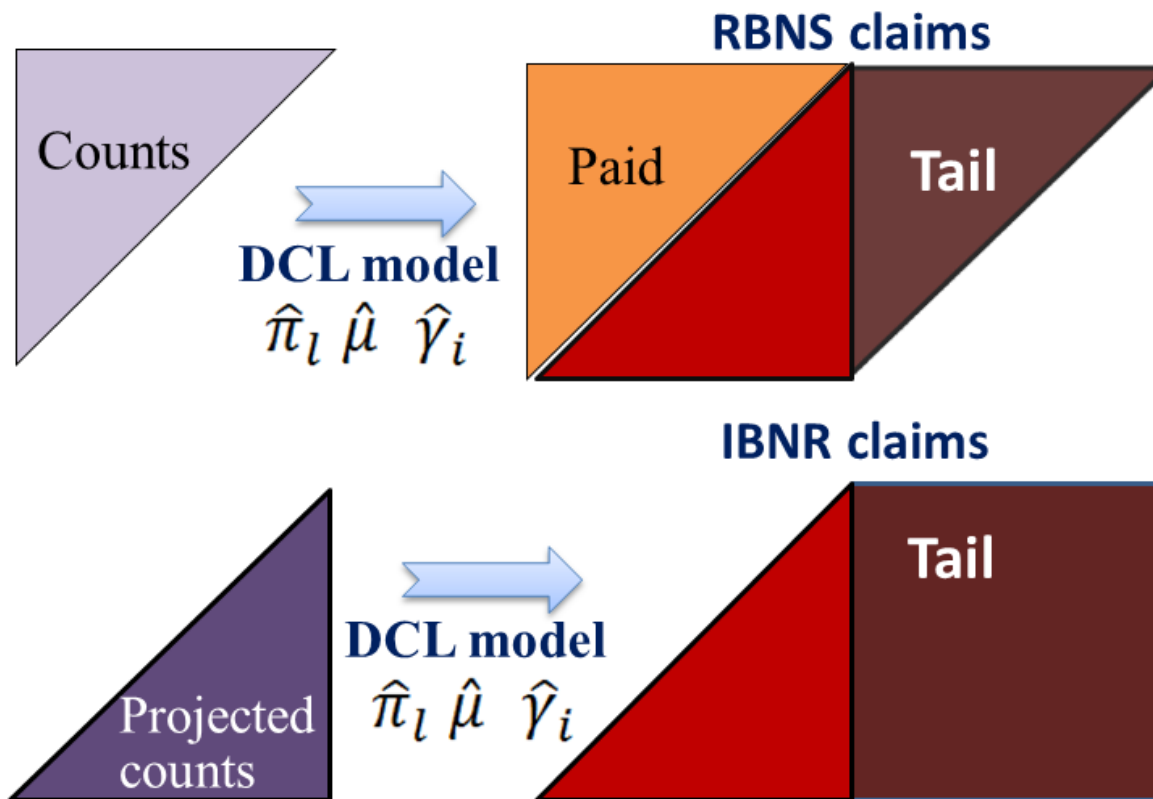 RBNS claims
Counts
Paid
Tail
DCL model
π̂ₗ μ̂ γ̂ᵢ
IBNR claims
Tail
DCL model
π̂ₗ μ̂ γ̂ᵢ
Projected
counts